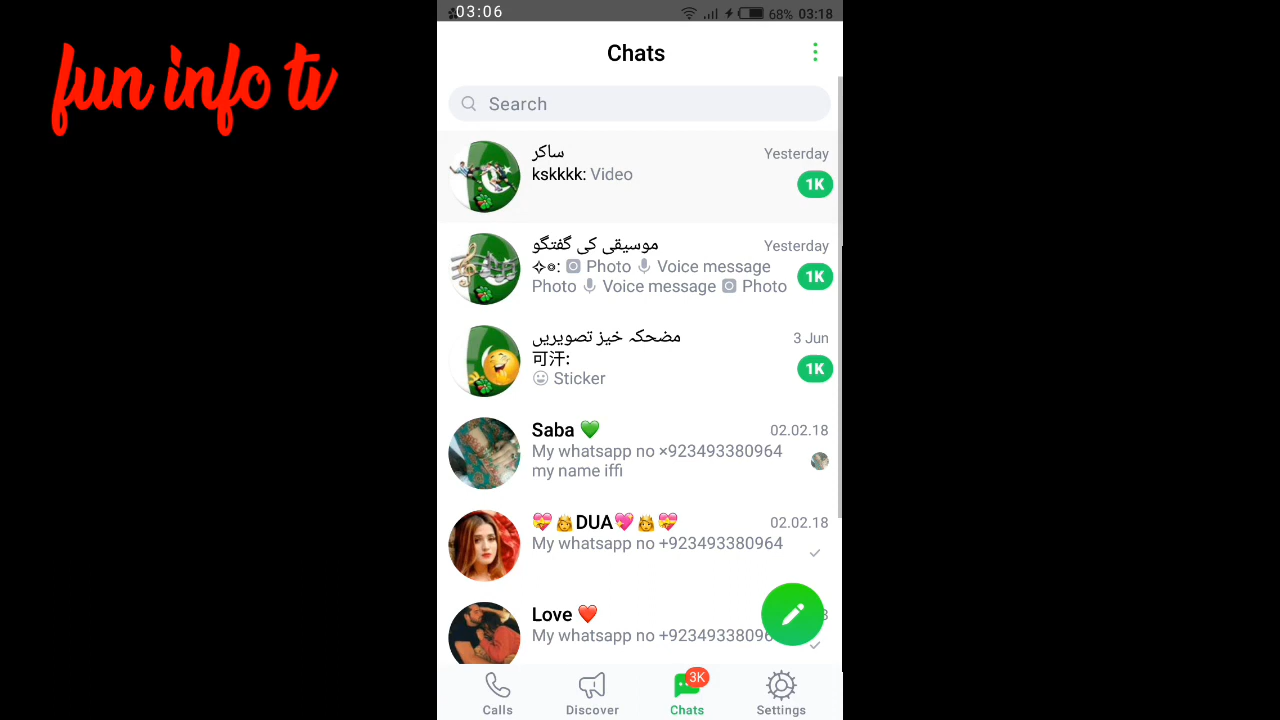 03:06
68% 03:18
fun info tv
Chats
Search
ساکر
Yesterday
kskkkk: Video
1K
موسیقی کی گفتگو
Yesterday
Photo Voice message
Photo Voice message Photo
1K
مضحکہ خیز تصویریں
3 Jun
可汗:
Sticker
1K
Saba 💚
02.02.18
My whatsapp no ×923493380964
my name iffi
💝👸DUA💖👸💝
02.02.18
My whatsapp no +923493380964
Love ❤️
My whatsapp no +92349338096
3K
Calls
Discover
Chats
Settings